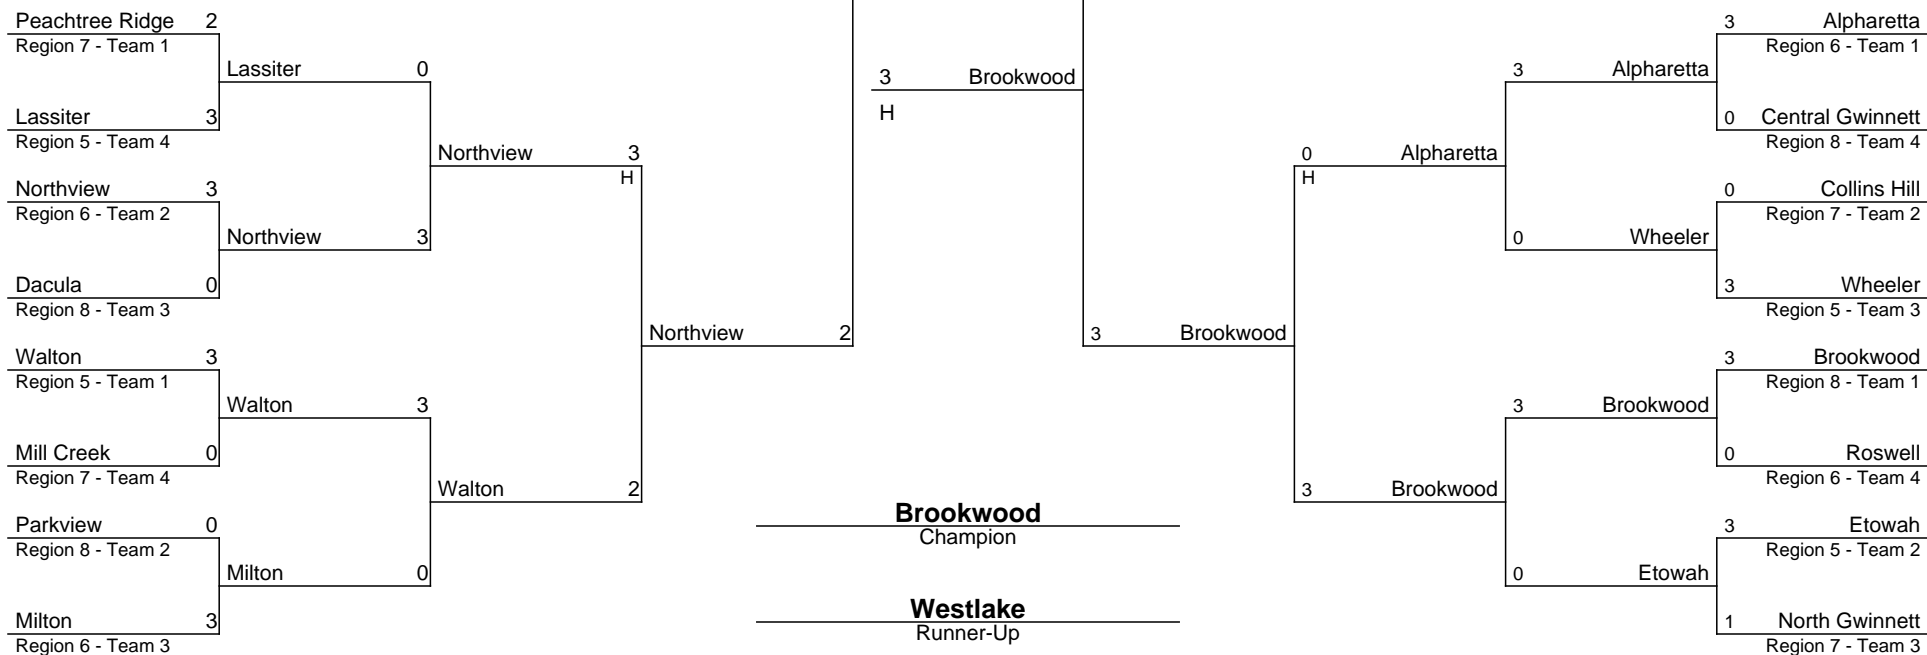 Peachtree Ridge 2
Region 7 - Team 1
Lassiter 0
Lassiter 3
Region 5 - Team 4
Northview 3
H
Northview 3
Region 6 - Team 2
Northview 3
Dacula 0
Region 8 - Team 3
Northview 2
Walton 3
Region 5 - Team 1
Walton 3
Mill Creek 0
Region 7 - Team 4
Walton 2
Parkview 0
Region 8 - Team 2
Milton 0
Milton 3
Region 6 - Team 3
3 Brookwood
H
Brookwood
Champion
Westlake
Runner-Up
3 Alpharetta
Region 6 - Team 1
3 Alpharetta
0 Central Gwinnett
Region 8 - Team 4
0 Alpharetta
H
0 Collins Hill
Region 7 - Team 2
0 Wheeler
3 Wheeler
Region 5 - Team 3
3 Brookwood
3 Brookwood
Region 8 - Team 1
3 Brookwood
0 Roswell
Region 6 - Team 4
3 Brookwood
3 Etowah
Region 5 - Team 2
0 Etowah
1 North Gwinnett
Region 7 - Team 3